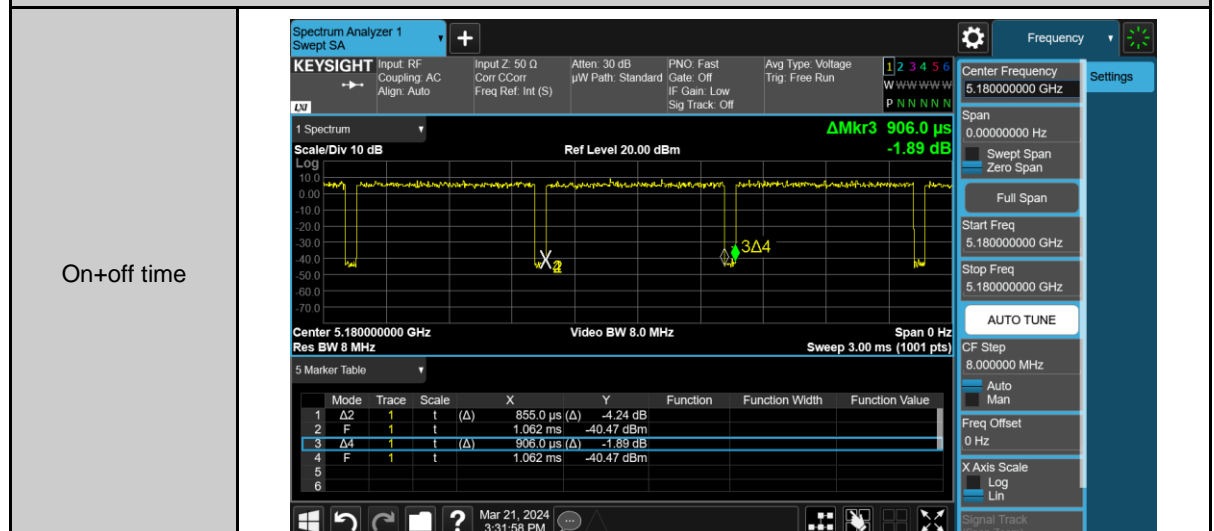 On+off time
Spectrum Analyzer 1
Swept SA
Frequency
KEYSIGHT
LXI
Input: RF
Coupling: AC
Align: Auto
Input Z: 50 Ω
Corr CCorr
Freq Ref: Int (S)
Atten: 30 dB
µW Path: Standard
PNO: Fast
Gate: Off
IF Gain: Low
Sig Track: Off
Avg Type: Voltage
Trig: Free Run
1 2 3 4 5 6
W W W W W W
P N N N N N
1 Spectrum
Scale/Div 10 dB
Ref Level 20.00 dBm
ΔMkr3 906.0 µs
-1.89 dB
Log
10.0
0.00
-10.0
-20.0
-30.0
-40.0
-50.0
-60.0
-70.0
3Δ4
Center 5.180000000 GHz
Video BW 8.0 MHz
Span 0 Hz
Res BW 8 MHz
Sweep 3.00 ms (1001 pts)
5 Marker Table
Mode Trace Scale X Y Function Function Width Function Value
1 Δ2 1 t (Δ) 855.0 µs (Δ) -4.24 dB
2 F 1 t 1.062 ms -40.47 dBm
3 Δ4 1 t (Δ) 906.0 µs (Δ) -1.89 dB
4 F 1 t 1.062 ms -40.47 dBm
5
6
Mar 21, 2024
3:31:58 PM
Center Frequency
5.180000000 GHz
Settings
Span
0.00000000 Hz
Swept Span
Zero Span
Full Span
Start Freq
5.180000000 GHz
Stop Freq
5.180000000 GHz
AUTO TUNE
CF Step
8.000000 MHz
Auto
Man
Freq Offset
0 Hz
X Axis Scale
Log
Lin
Signal Track